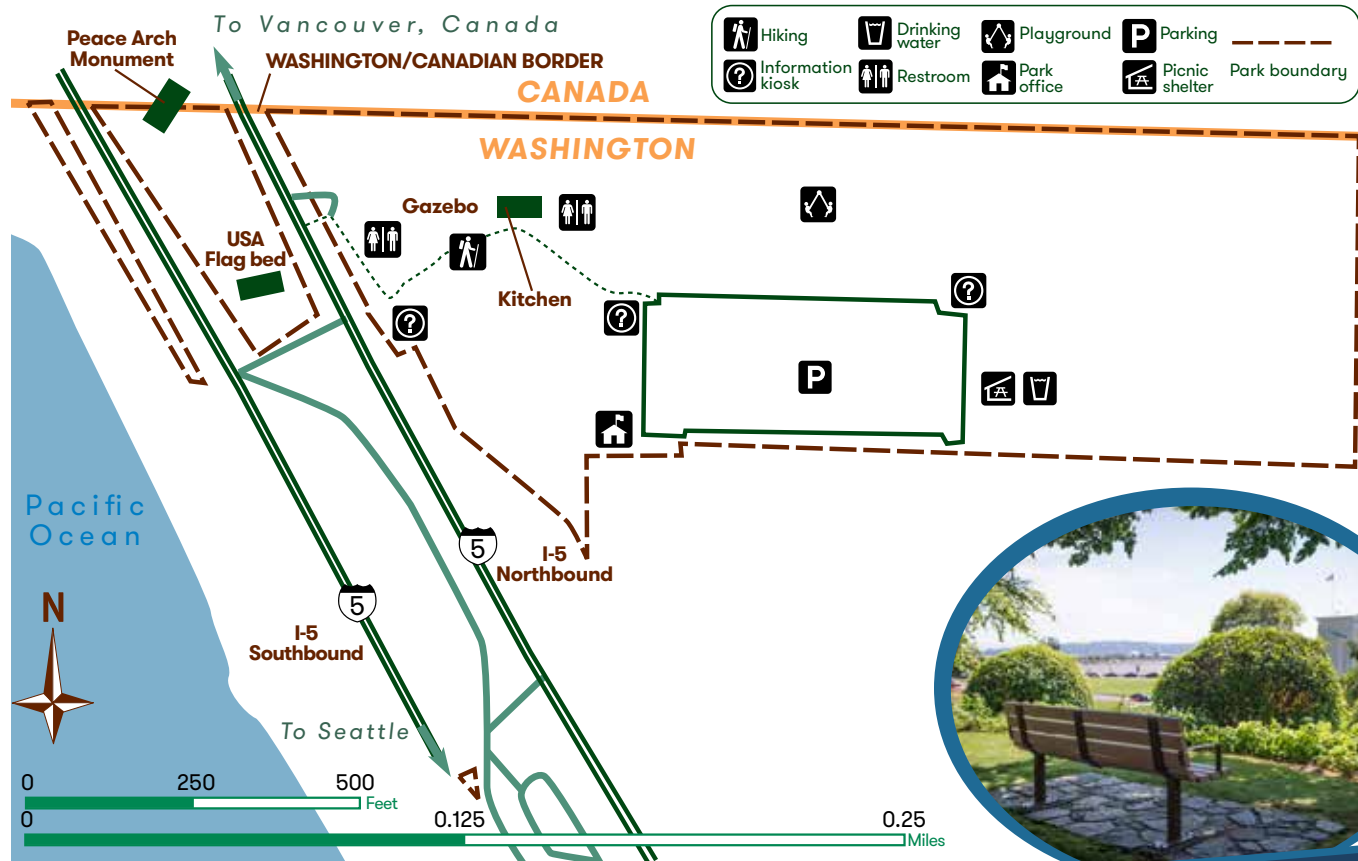 To Vancouver, Canada
Peace Arch
Monument
WASHINGTON/CANADIAN BORDER
CANADA
WASHINGTON
Hiking
Drinking
water
Playground
P
Parking
?
Information
kiosk
Restroom
Park
office
Picnic
shelter
Park boundary
Gazebo
USA
Flag bed
Kitchen
?
?
?
P
Pacific
Ocean
5
I-5
Northbound
5
I-5
Southbound
N
To Seattle
0 250 500
Feet
0 0.125 0.25
Miles